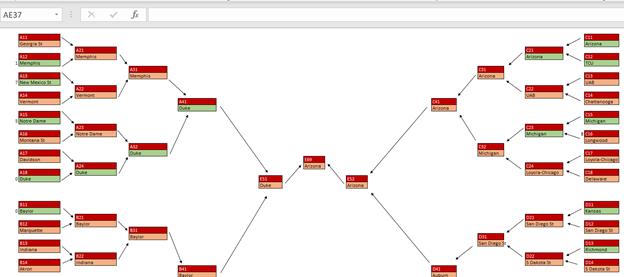 AE37
fx
A11
Georgia St
A12
Memphis
A13
New Mexico St
A14
Vermont
A15
Notre Dame
A16
Montana St
A17
Davidson
A18
Duke
B11
Baylor
B12
Marquette
B13
Indiana
B14
Akron
A21
Memphis
A22
Vermont
A23
Notre Dame
A24
Duke
B21
Baylor
B22
Indiana
A31
Memphis
A32
Duke
B31
Baylor
A41
Duke
B41
Baylor
E51
Duke
E69
Arizona
E52
Arizona
C41
Arizona
D41
Auburn
C31
Arizona
C32
Michigan
D31
San Diego St
C21
Arizona
C22
UAB
C23
Michigan
C24
Loyola-Chicago
D21
San Diego St
D22
S Dakota St
C11
Arizona
C12
TCU
C13
UAB
C14
Chattanooga
C15
Michigan
C16
Longwood
C17
Loyola-Chicago
C18
Delaware
D11
Kansas
D12
San Diego St
D13
Richmond
D14
S Dakota St